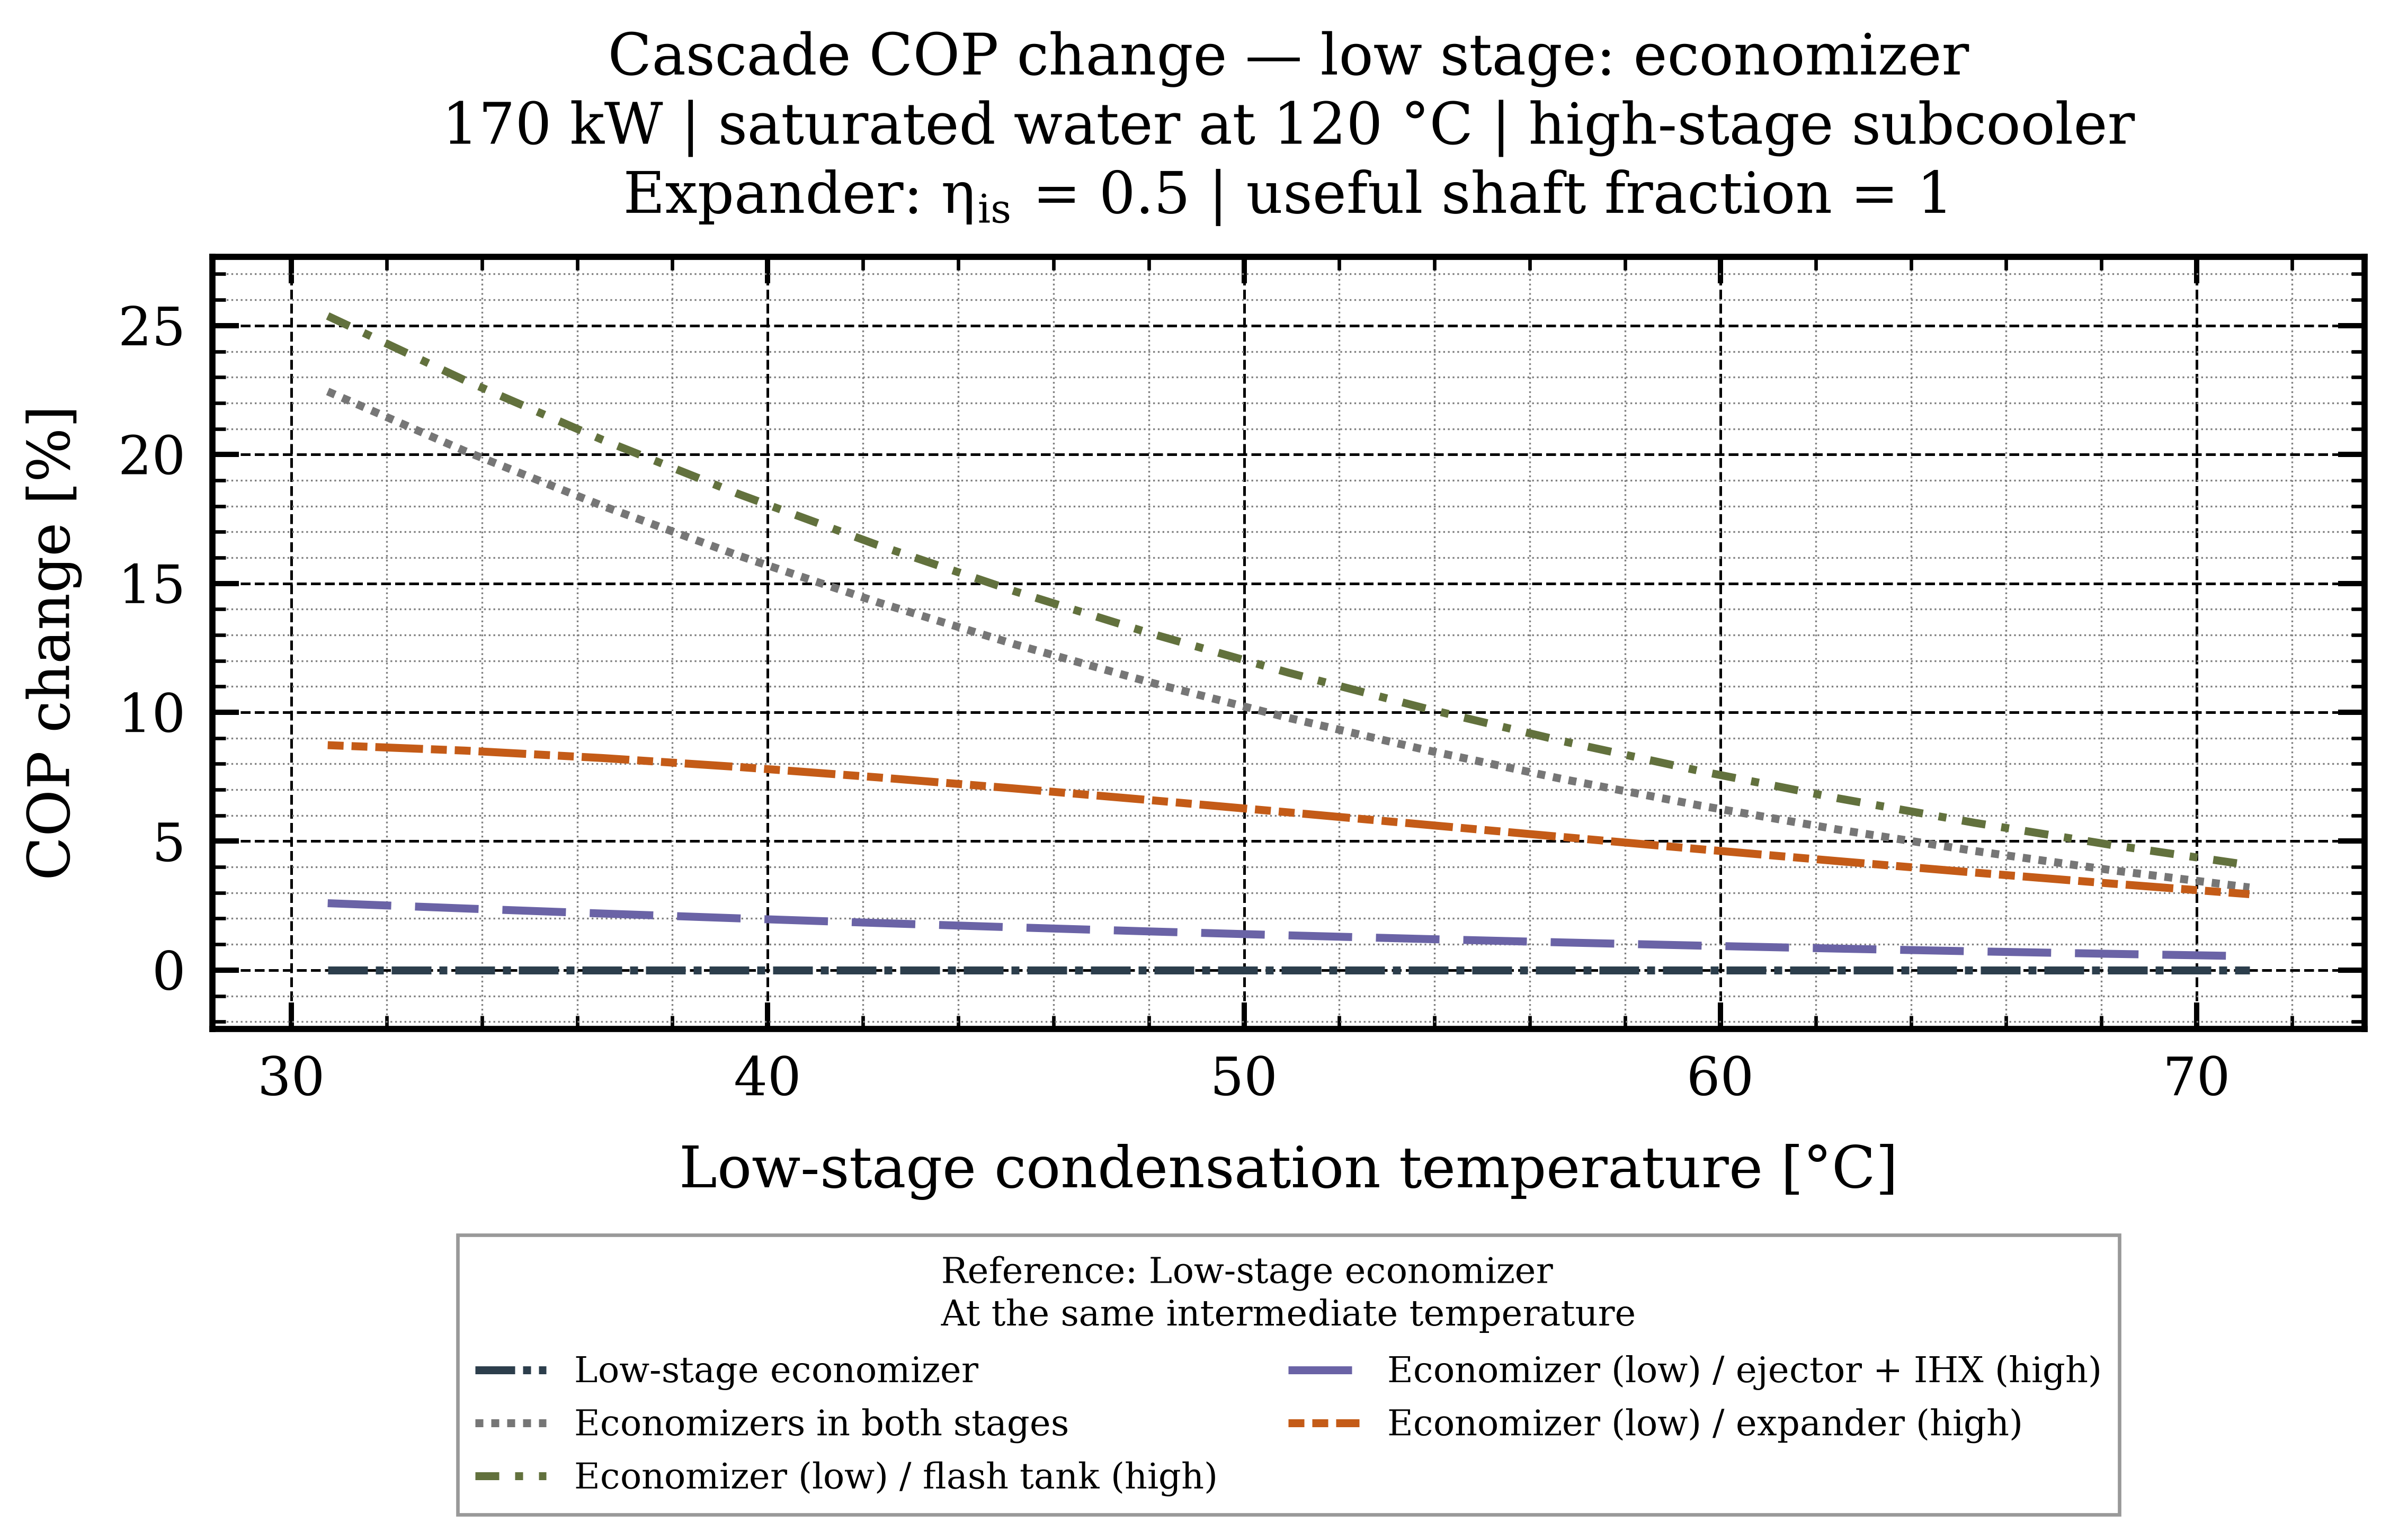 Cascade COP change — low stage: economizer
170 kW | saturated water at 120 °C | high-stage subcooler
Expander: ηis = 0.5 | useful shaft fraction = 1
COP change [%]
25
20
15
10
5
0
30 40 50 60 70
Low-stage condensation temperature [°C]
Reference: Low-stage economizer
At the same intermediate temperature
Low-stage economizer
Economizers in both stages
Economizer (low) / flash tank (high)
Economizer (low) / ejector + IHX (high)
Economizer (low) / expander (high)